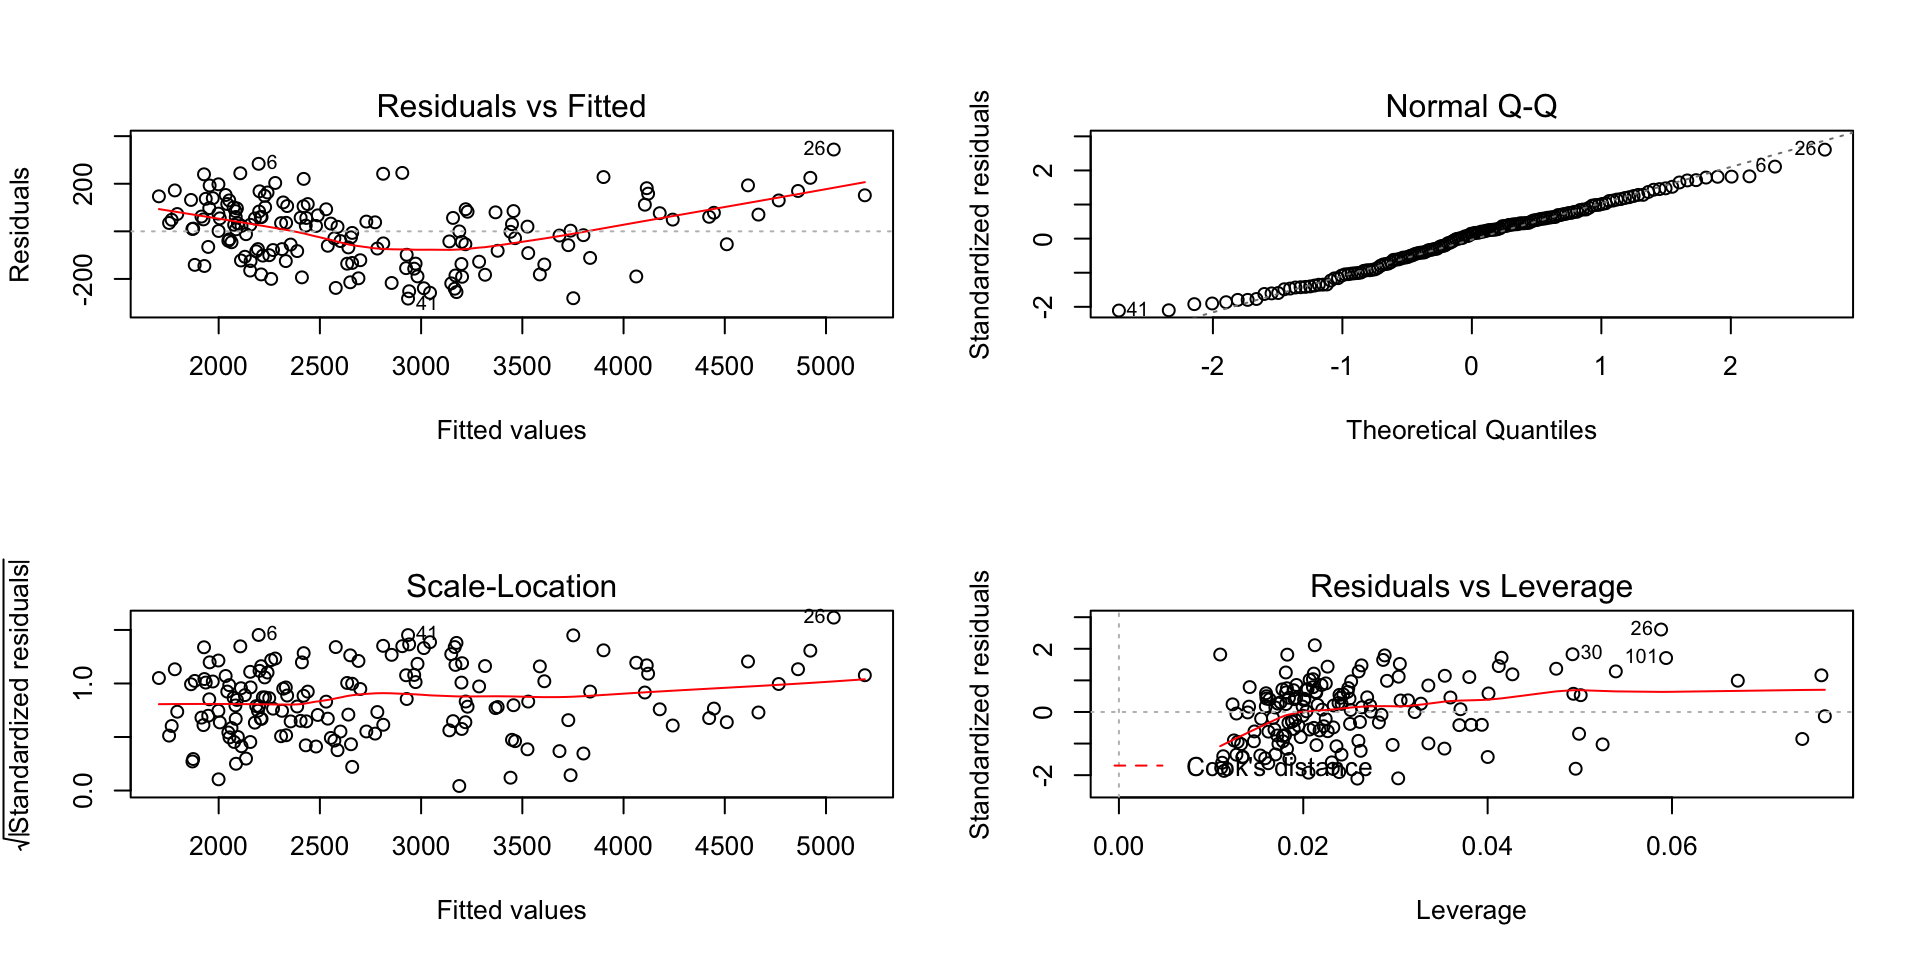 Residuals vs Fitted
Residuals
200
-200
6
26
41
2000 2500 3000 3500 4000 4500 5000
Fitted values
Normal Q-Q
Standardized residuals
2
0
-2
26
6
41
-2 -1 0 1 2
Theoretical Quantiles
Scale-Location
√|Standardized residuals|
1.0
0.0
6
41
26
2000 2500 3000 3500 4000 4500 5000
Fitted values
Residuals vs Leverage
Standardized residuals
2
0
-2
26
30
101
Cook's distance
0.00 0.02 0.04 0.06
Leverage